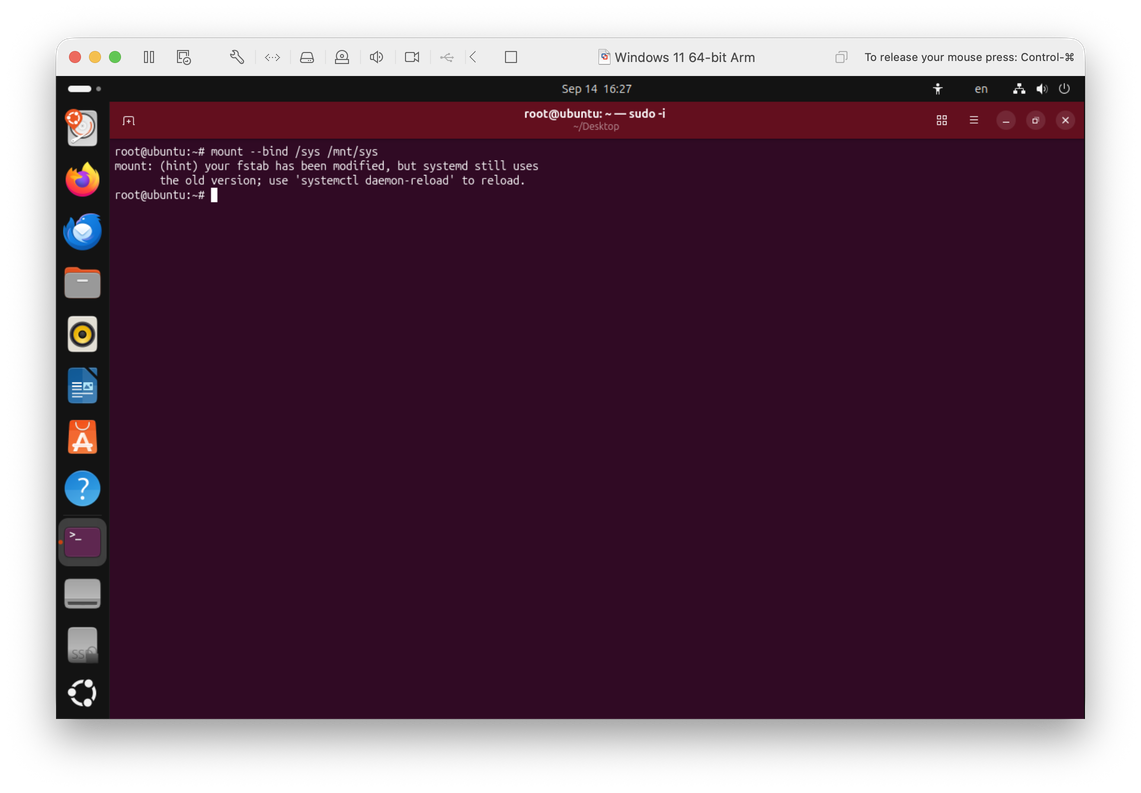 Windows 11 64-bit Arm
To release your mouse press: Control-⌘
Sep 14 16:27
en
root@ubuntu: ~ — sudo -i
~/Desktop
root@ubuntu:~# mount --bind /sys /mnt/sys
mount: (hint) your fstab has been modified, but systemd still uses
the old version; use 'systemctl daemon-reload' to reload.
root@ubuntu:~#
>_
SSD